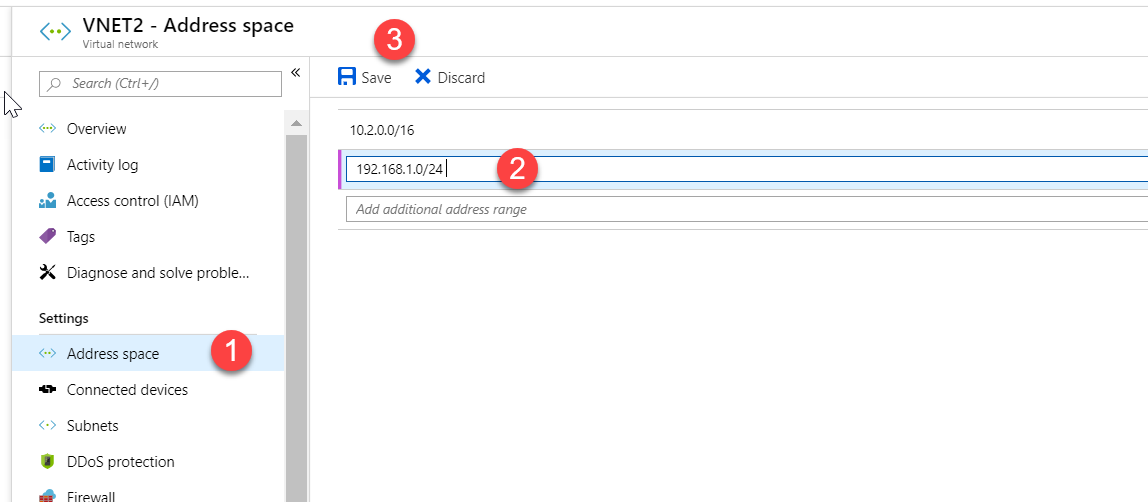 VNET2 - Address space
Virtual network
3
Search (Ctrl+/)
«
Save
Discard
Overview
Activity log
Access control (IAM)
Tags
Diagnose and solve proble...
Settings
Address space
1
Connected devices
Subnets
DDoS protection
Firewall
10.2.0.0/16
192.168.1.0/24
2
Add additional address range